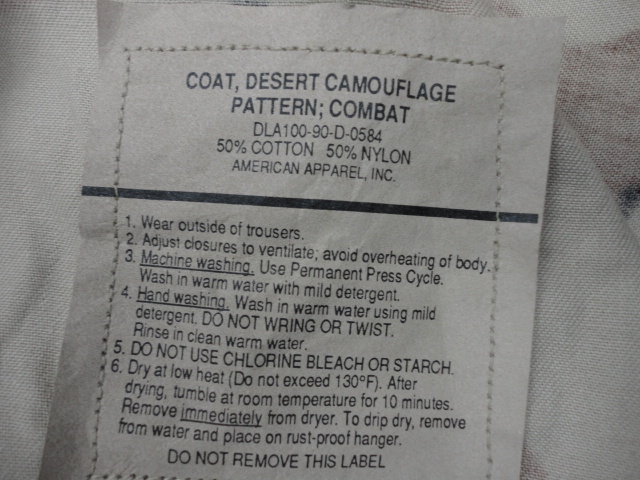 COAT, DESERT CAMOUFLAGE
PATTERN; COMBAT
DLA100-90-D-0584
50% COTTON 50% NYLON
AMERICAN APPAREL, INC.
1. Wear outside of trousers.
2. Adjust closures to ventilate; avoid overheating of body.
3. Machine washing. Use Permanent Press Cycle.
Wash in warm water with mild detergent.
4. Hand washing. Wash in warm water using mild
detergent. DO NOT WRING OR TWIST.
Rinse in clean warm water.
5. DO NOT USE CHLORINE BLEACH OR STARCH.
6. Dry at low heat (Do not exceed 130°F). After
drying, tumble at room temperature for 10 minutes.
Remove immediately from dryer. To drip dry, remove
from water and place on rust-proof hanger.
DO NOT REMOVE THIS LABEL